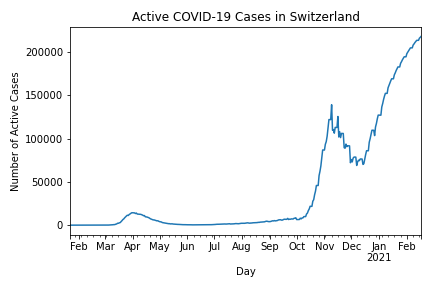 Active COVID-19 Cases in Switzerland
Number of Active Cases
200000
150000
100000
50000
0
Feb Mar Apr May Jun Jul Aug Sep Oct Nov Dec Jan Feb
2021
Day